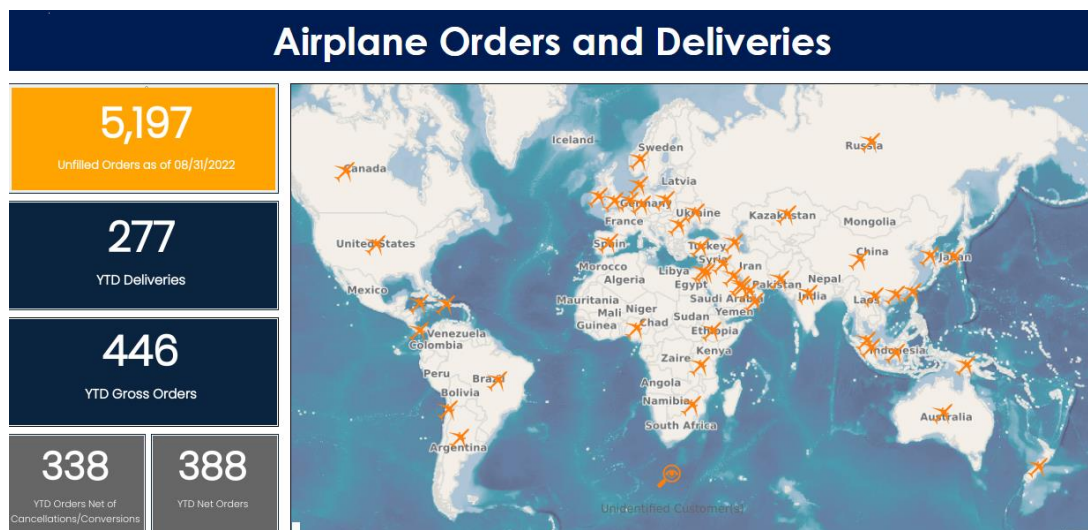 Airplane Orders and Deliveries
5,197
Unfilled Orders as of 08/31/2022
277
YTD Deliveries
446
YTD Gross Orders
338
YTD Orders Net of
Cancellations/Conversions
388
YTD Net Orders
Iceland
Sweden
Russia
Canada
Latvia
Germany
Ukraine
France
Kazakhstan
Mongolia
United States
Spain
Turkey
China
Japan
Syria
Morocco
Libya
Iran
Algeria
Egypt
Pakistan
Nepal
Mexico
Saudi Arabia
India
Laos
Mauritania
Mali
Niger
Sudan
Yemen
Guinea
Chad
Ethiopia
Venezuela
Colombia
Kenya
Indonesia
Zaire
Peru
Brazil
Angola
Bolivia
Namibia
Australia
South Africa
Argentina
Unidentified Customer(s)